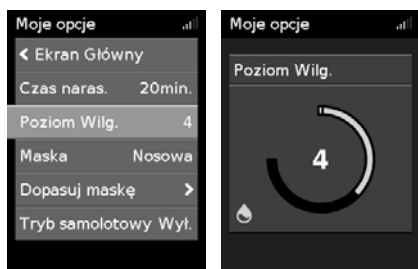 Moje opcje
Ekran Główny
Czas naras. 20min.
Poziom Wilg. 4
Maska Nosowa
Dopasuj maskę
Tryb samolotowy Wył.
Moje opcje
Poziom Wilg.
4